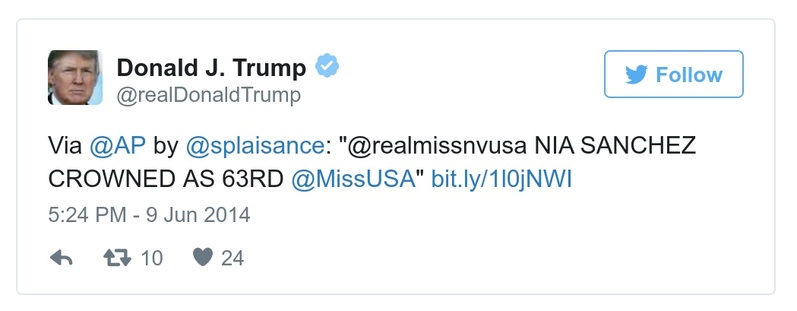 Donald J. Trump
@realDonaldTrump
Follow
Via @AP by @splaisance: "@realmissnvusa NIA SANCHEZ
CROWNED AS 63RD @MissUSA" bit.ly/1l0jNWI
5:24 PM - 9 Jun 2014
10 24